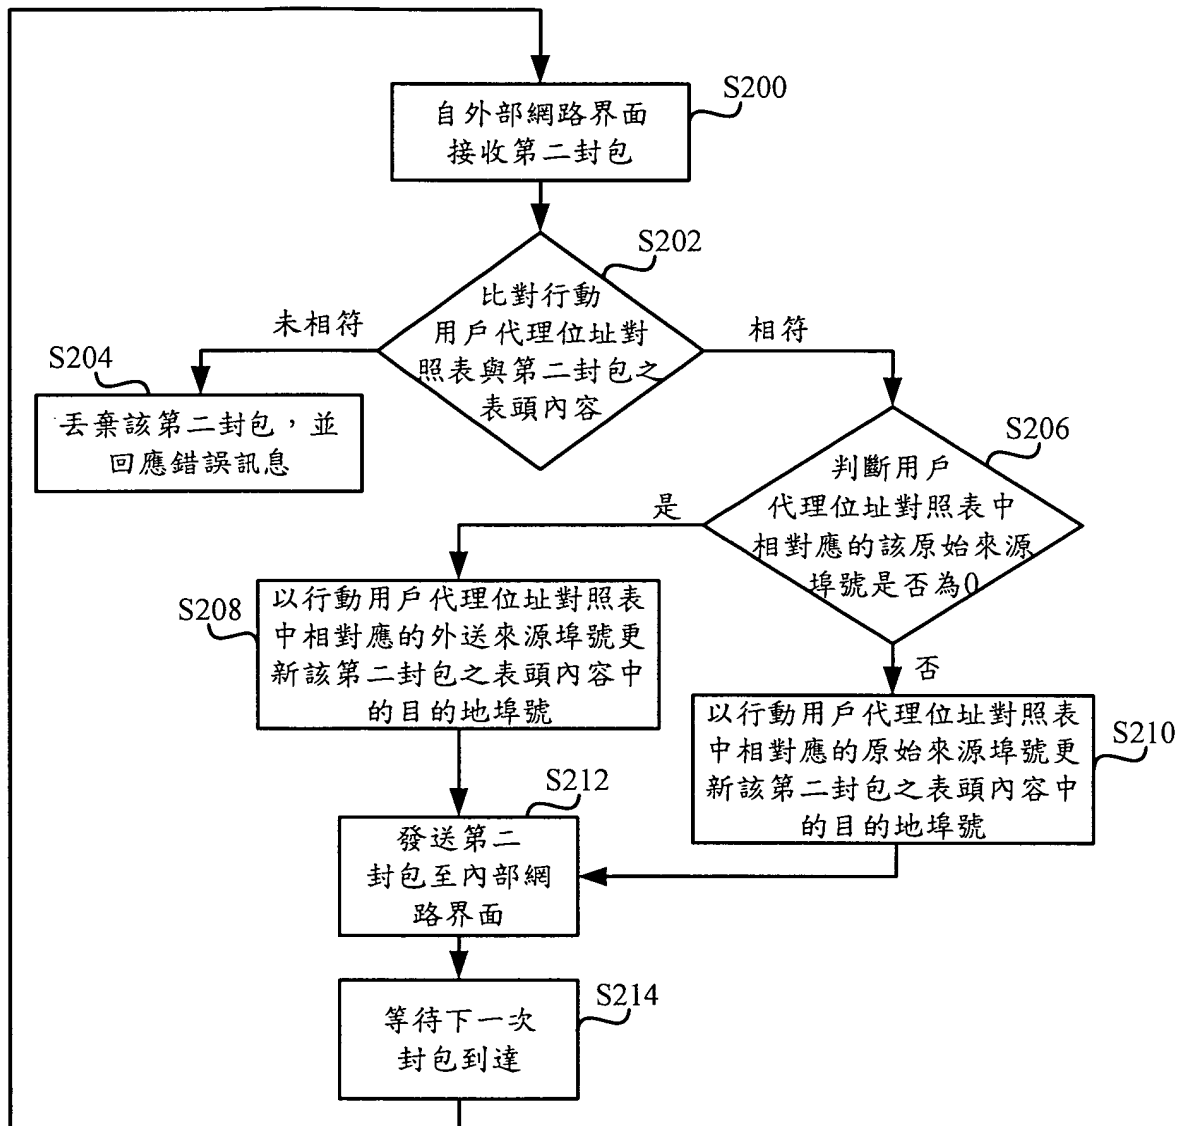 S200
自外部網路界面
接收第二封包
S202
比對行動
用戶代理位址對
照表與第二封包之
表頭內容
未相符
相符
S204
丟棄該第二封包，並
回應錯誤訊息
S206
判斷用戶
代理位址對照表中
相對應的該原始來源
埠號是否為0
是
否
S208
以行動用戶代理位址對照表
中相對應的外送來源埠號更
新該第二封包之表頭內容中
的目的地埠號
S210
以行動用戶代理位址對照表
中相對應的原始來源埠號更
新該第二封包之表頭內容中
的目的地埠號
S212
發送第二
封包至內部網
路界面
S214
等待下一次
封包到達